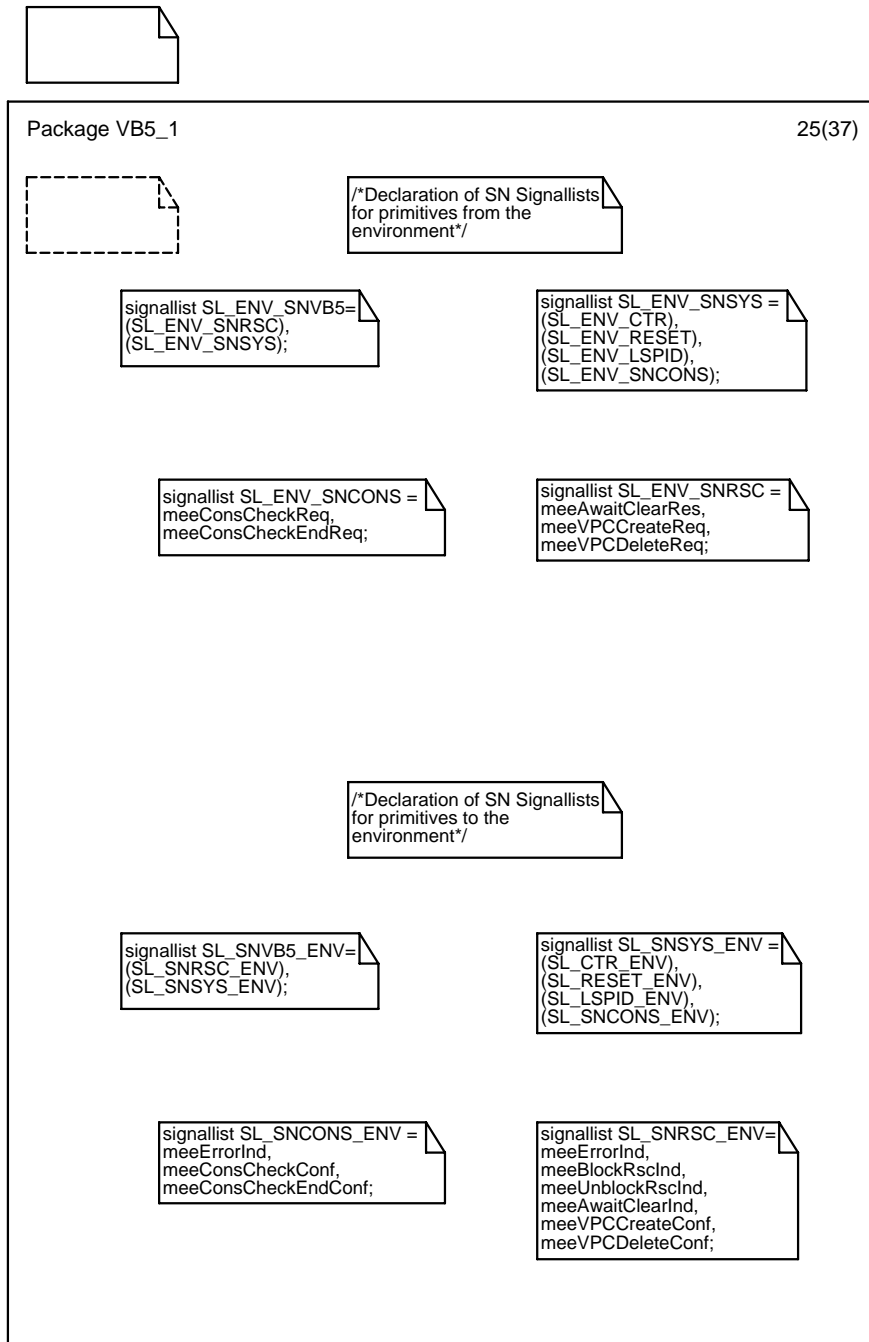 Package VB5_1
25(37)
/*Declaration of SN Signallists
for primitives from the
environment*/
signallist SL_ENV_SNVB5=
(SL_ENV_SNRSC),
(SL_ENV_SNSYS);
signallist SL_ENV_SNSYS =
(SL_ENV_CTR),
(SL_ENV_RESET),
(SL_ENV_LSPID),
(SL_ENV_SNCONS);
signallist SL_ENV_SNCONS =
meeConsCheckReq,
meeConsCheckEndReq;
signallist SL_ENV_SNRSC =
meeAwaitClearRes,
meeVPCCreateReq,
meeVPCDeleteReq;
/*Declaration of SN Signallists
for primitives to the
environment*/
signallist SL_SNVB5_ENV=
(SL_SNRSC_ENV),
(SL_SNSYS_ENV);
signallist SL_SNSYS_ENV =
(SL_CTR_ENV),
(SL_RESET_ENV),
(SL_LSPID_ENV),
(SL_SNCONS_ENV);
signallist SL_SNCONS_ENV =
meeErrorInd,
meeConsCheckConf,
meeConsCheckEndConf;
signallist SL_SNRSC_ENV=
meeErrorInd,
meeBlockRscInd,
meeUnblockRscInd,
meeAwaitClearInd,
meeVPCCreateConf,
meeVPCDeleteConf;